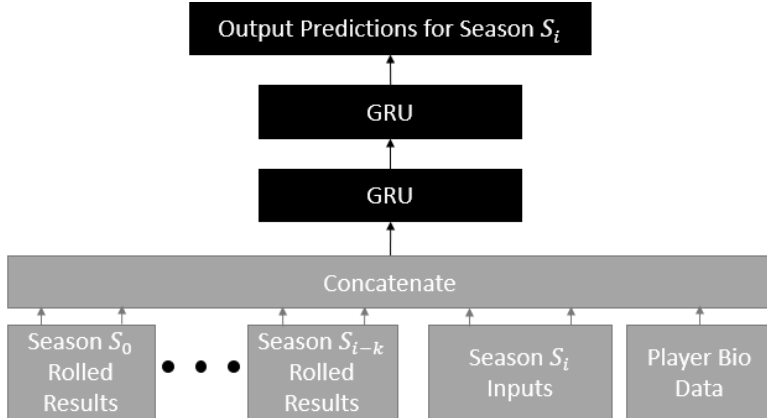 Output Predictions for Season $S_i$
GRU
GRU
Concatenate
Season $S_0$
Rolled
Results
Season $S_{i-k}$
Rolled
Results
Season $S_i$
Inputs
Player Bio
Data